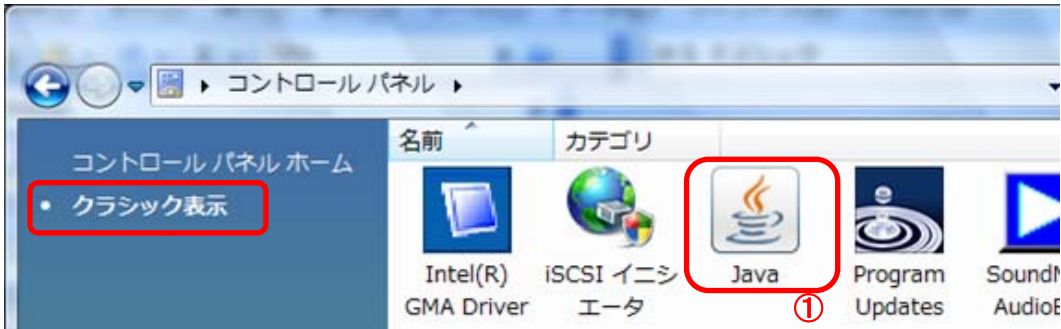 コントロール パネル
名前 カテゴリ
コントロール パネル ホーム
• クラシック表示
Intel(R) GMA Driver
iSCSI イニシエータ
Java
①
Program Updates